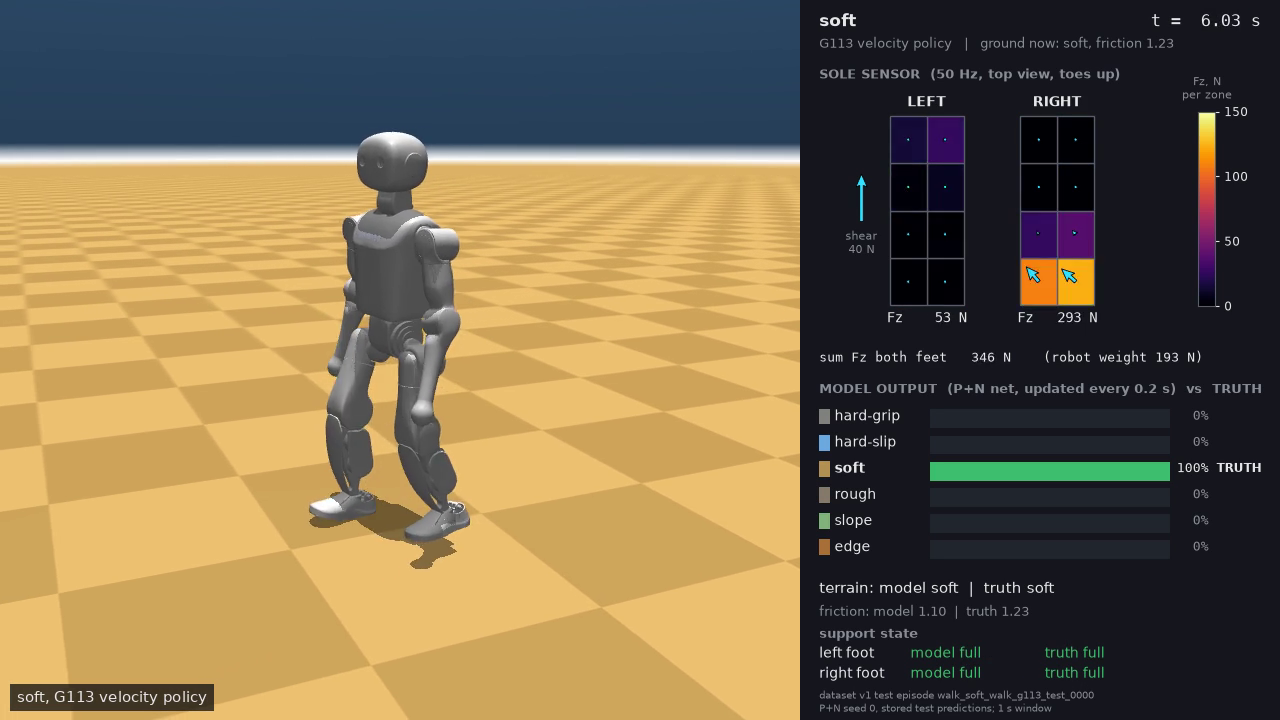 soft
t = 6.03 s
G113 velocity policy | ground now: soft, friction 1.23
SOLE SENSOR (50 Hz, top view, toes up)
Fz, N
per zone
LEFT
RIGHT
150
100
50
0
shear
40 N
Fz 53 N
Fz 293 N
sum Fz both feet 346 N (robot weight 193 N)
MODEL OUTPUT (P+N net, updated every 0.2 s) vs TRUTH
hard-grip 0%
hard-slip 0%
soft 100% TRUTH
rough 0%
slope 0%
edge 0%
terrain: model soft | truth soft
friction: model 1.10 | truth 1.23
support state
left foot model full truth full
right foot model full truth full
dataset v1 test episode walk_soft_walk_g113_test_0000
P+N seed 0, stored test predictions; 1 s window
soft, G113 velocity policy